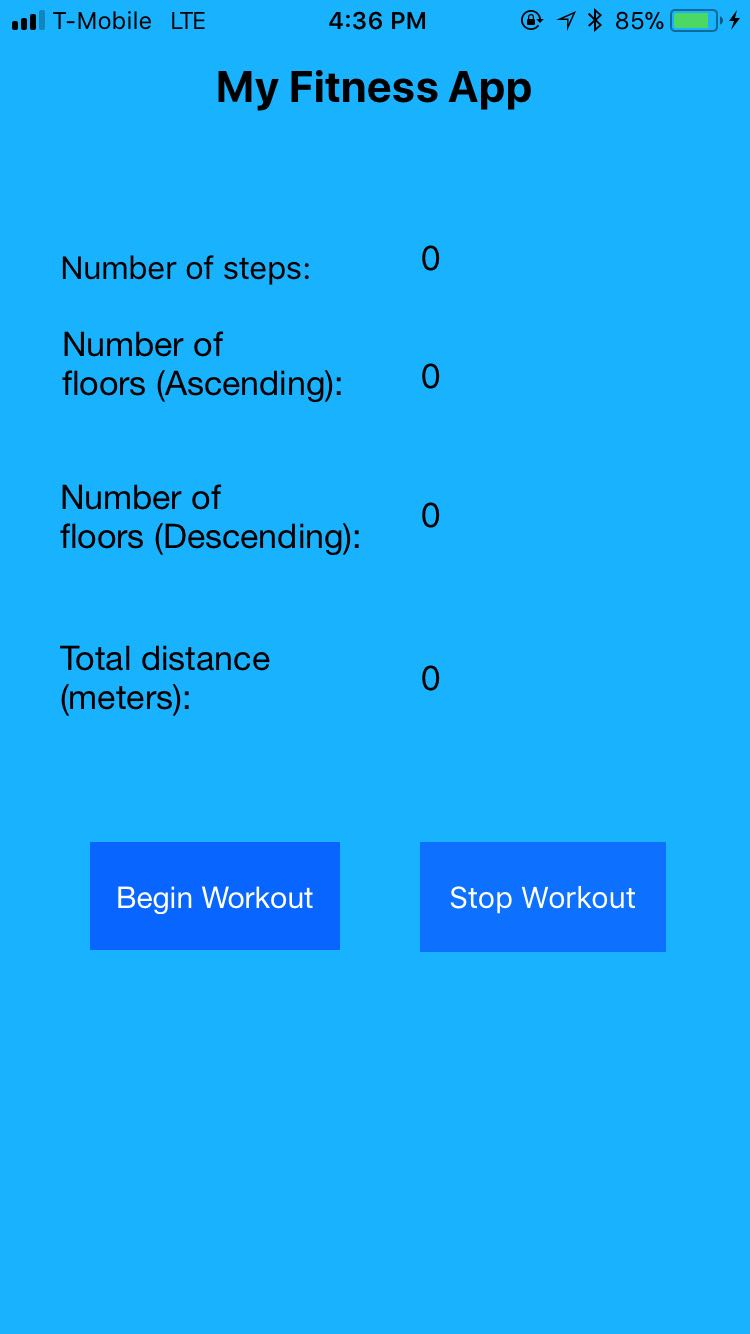 T-Mobile LTE 4:36 PM 85%
My Fitness App
Number of steps: 0
Number of
floors (Ascending): 0
Number of
floors (Descending): 0
Total distance
(meters): 0
Begin Workout Stop Workout